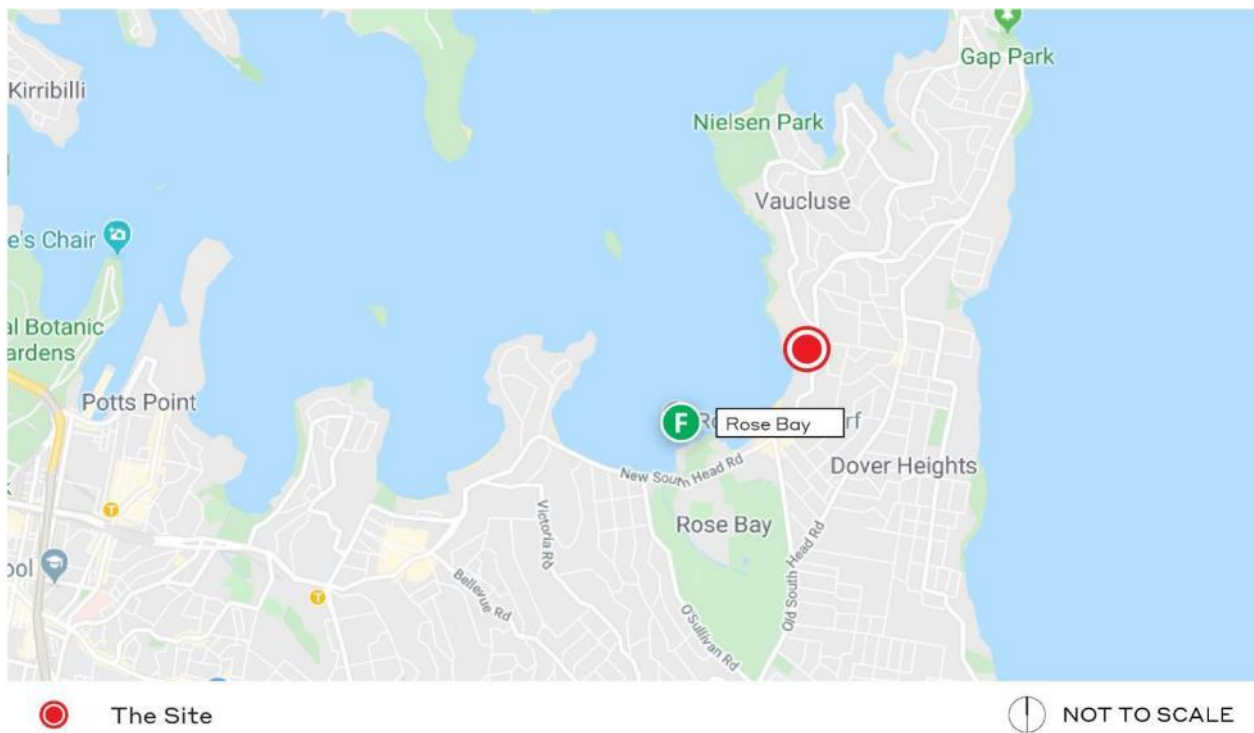 Gap Park
Kirribilli
Nielsen Park
Vaucluse
e's Chair
al Botanic
ardens
Potts Point
F
Ro
Rose Bay
rf
New South Head Rd
Dover Heights
Victoria Rd
Rose Bay
Old South Head Rd
T
ool
Bellevue Rd
T
O'Sullivan Rd
The Site
NOT TO SCALE